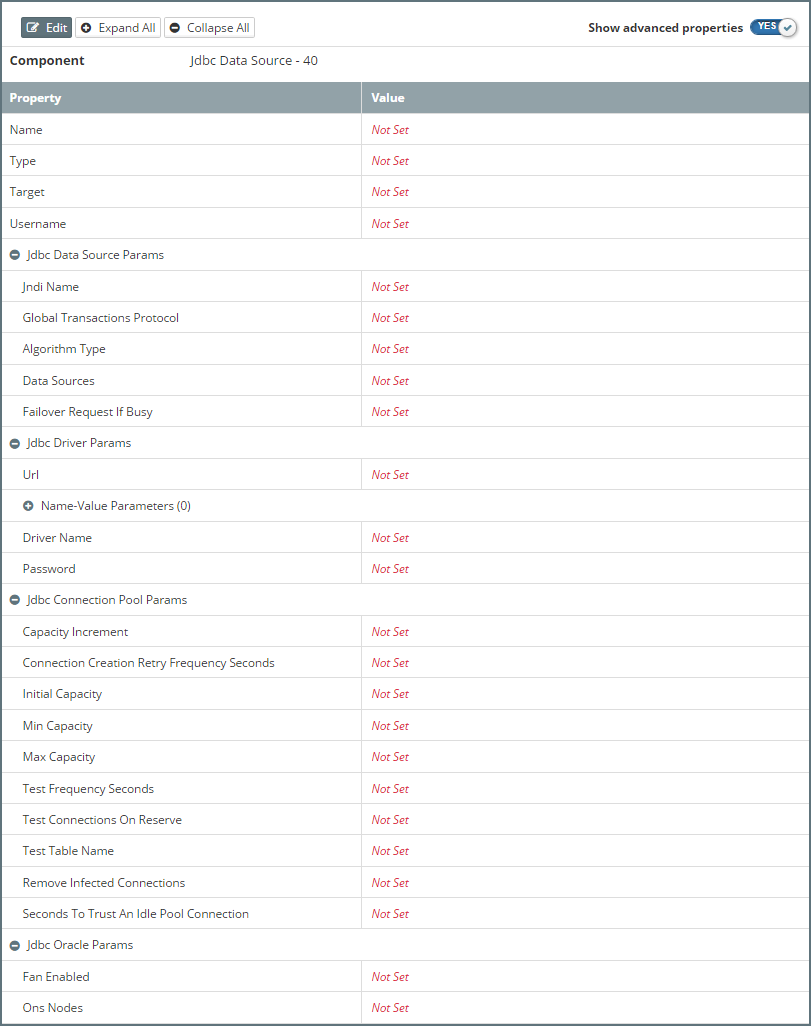 Edit Expand All Collapse All Show advanced properties YES
Component Jdbc Data Source - 40
Property Value
Name Not Set
Type Not Set
Target Not Set
Username Not Set
Jdbc Data Source Params
Jndi Name Not Set
Global Transactions Protocol Not Set
Algorithm Type Not Set
Data Sources Not Set
Failover Request If Busy Not Set
Jdbc Driver Params
Url Not Set
Name-Value Parameters (0)
Driver Name Not Set
Password Not Set
Jdbc Connection Pool Params
Capacity Increment Not Set
Connection Creation Retry Frequency Seconds Not Set
Initial Capacity Not Set
Min Capacity Not Set
Max Capacity Not Set
Test Frequency Seconds Not Set
Test Connections On Reserve Not Set
Test Table Name Not Set
Remove Infected Connections Not Set
Seconds To Trust An Idle Pool Connection Not Set
Jdbc Oracle Params
Fan Enabled Not Set
Ons Nodes Not Set